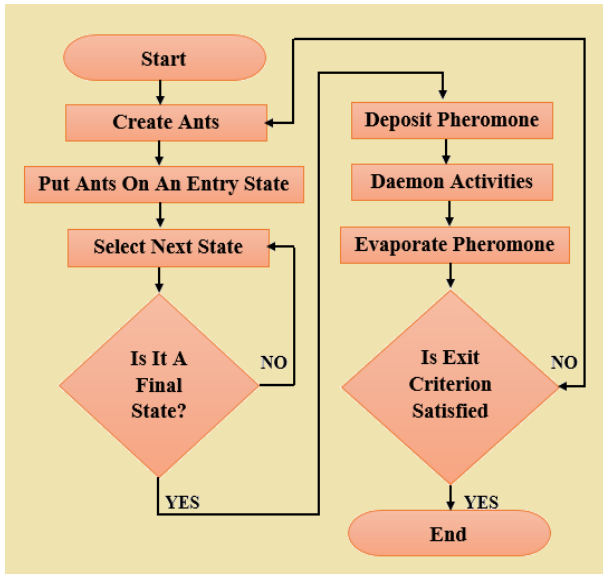 Start
Create Ants
Put Ants On An Entry State
Select Next State
Is It A
Final
State?
NO
YES
Deposit Pheromone
Daemon Activities
Evaporate Pheromone
Is Exit
Criterion
Satisfied
NO
YES
End